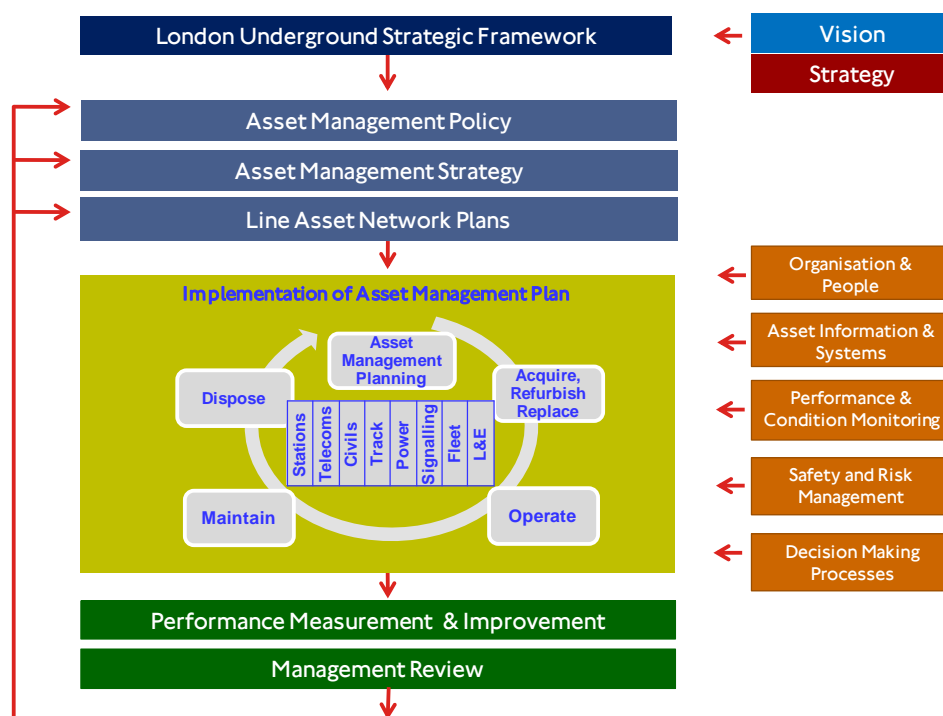 London Underground Strategic Framework
Vision
Strategy
Asset Management Policy
Asset Management Strategy
Line Asset Network Plans
Implementation of Asset Management Plan
Asset
Management
Planning
Acquire,
Refurbish
Replace
Dispose
Stations
Telecoms
Civils
Track
Power
Signalling
Fleet
L&E
Maintain
Operate
Organisation &
People
Asset Information &
Systems
Performance &
Condition Monitoring
Safety and Risk
Management
Decision Making
Processes
Performance Measurement & Improvement
Management Review